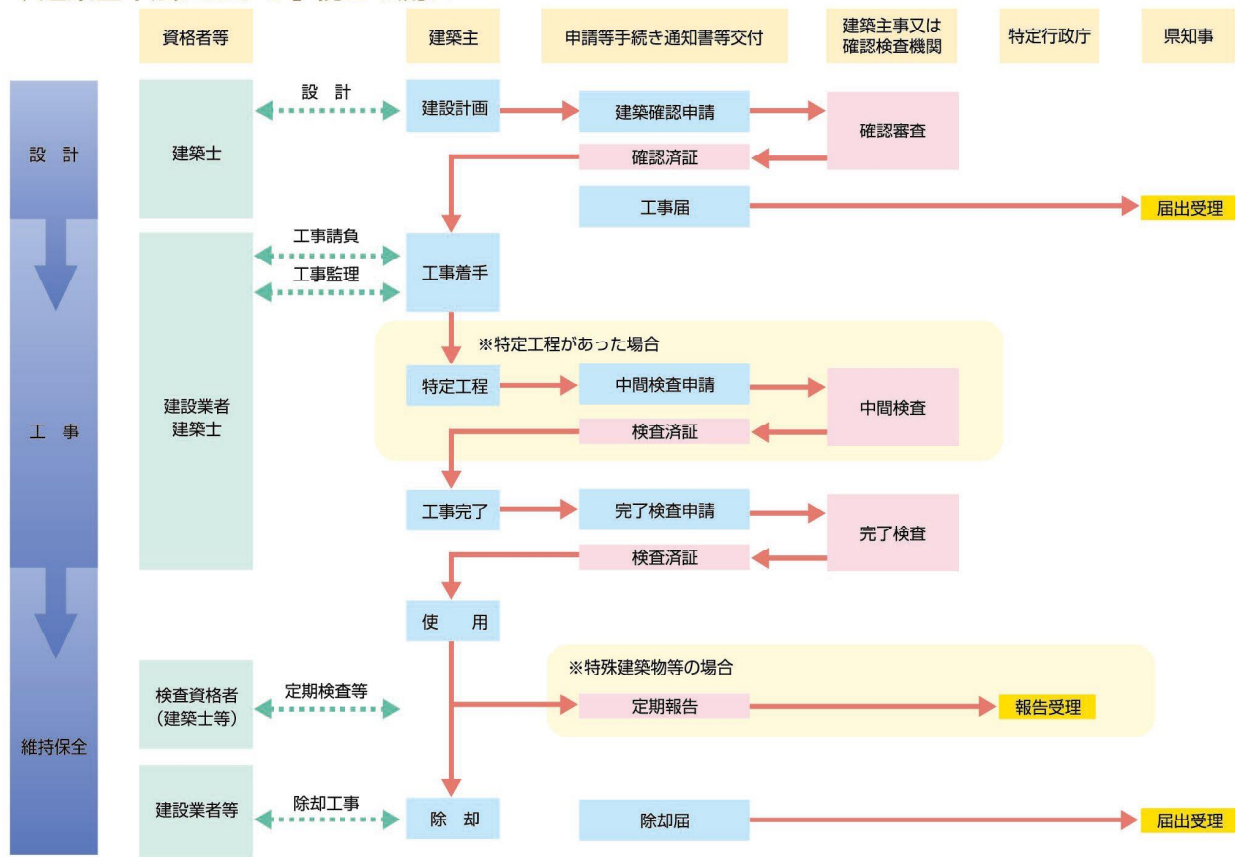 資格者等
建築主
申請等手続き通知書等交付
建築主事又は
確認検査機関
特定行政庁
県知事
設 計
建築士
設 計
建設計画
建築確認申請
確認審査
確認済証
工事届
届出受理
工 事
建設業者
建築士
工事請負
工事監理
工事着手
※特定工程があった場合
特定工程
中間検査申請
中間検査
検査済証
工事完了
完了検査申請
完了検査
検査済証
使 用
維持保全
検査資格者
(建築士等)
定期検査等
※特殊建築物等の場合
定期報告
報告受理
建設業者等
除却工事
除 却
除却届
届出受理